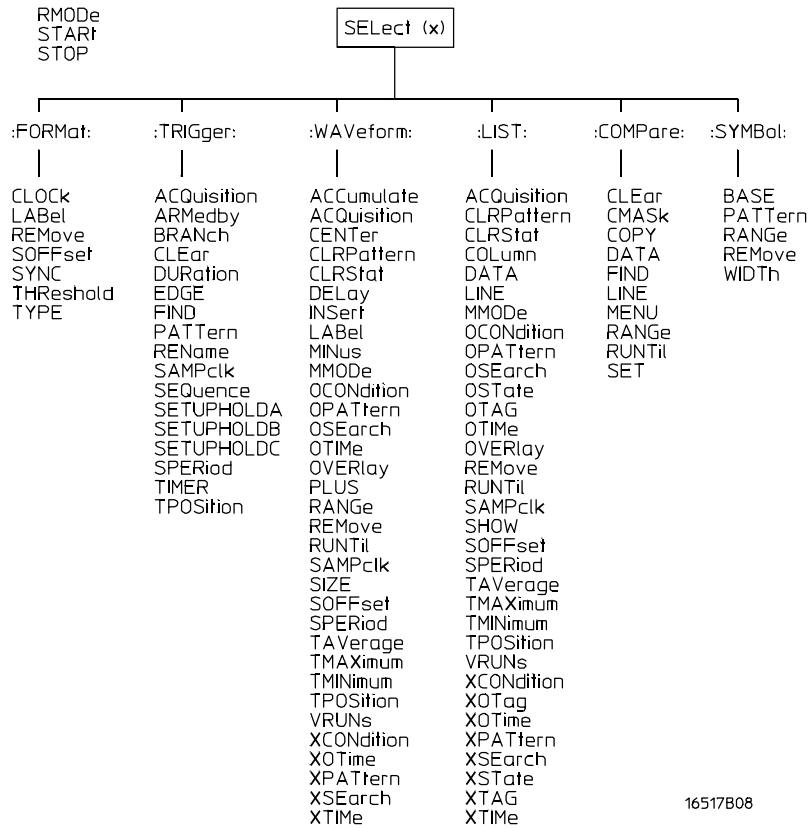 RMODe
STARt
STOP
SELect (x)
:FORMat:
CLOCk
LABel
REMove
SOFFset
SYNC
THReshold
TYPE
:TRIGger:
ACQuisition
ARMedby
BRANch
CLEar
DURation
EDGE
FIND
PATTern
REName
SAMPclk
SEQuence
SETUPHOLDA
SETUPHOLDB
SETUPHOLDC
SPERiod
TIMER
TPOSition
:WAVeform:
ACCumulate
ACQuisition
CENTer
CLRPattern
CLRStat
DELay
INSert
LABel
MINus
MMODe
OCONdition
OPATtern
OSEarch
OTIMe
OVERlay
PLUS
RANGe
REMove
RUNTil
SAMPclk
SIZE
SOFFset
SPERiod
TAVerage
TMAXimum
TMINimum
TPOSition
VRUNs
XCONdition
XOTime
XPATtern
XSEarch
XTIMe
:LIST:
ACQuisition
CLRPattern
CLRStat
COLumn
DATA
LINE
MMODe
OCONdition
OPATtern
OSEarch
OSTate
OTAG
OTIMe
OVERlay
REMove
RUNTil
SAMPclk
SHOW
SOFFset
SPERiod
TAVerage
TMAXimum
TMINimum
TPOSition
VRUNs
XCONdition
XOTag
XOTime
XPATtern
XSEarch
XSTate
XTAG
XTIMe
:COMPare:
CLEar
CMASk
COPY
DATA
FIND
LINE
MENU
RANGe
RUNTil
SET
:SYMBol:
BASE
PATTern
RANGe
REMove
WIDTh
16517B08